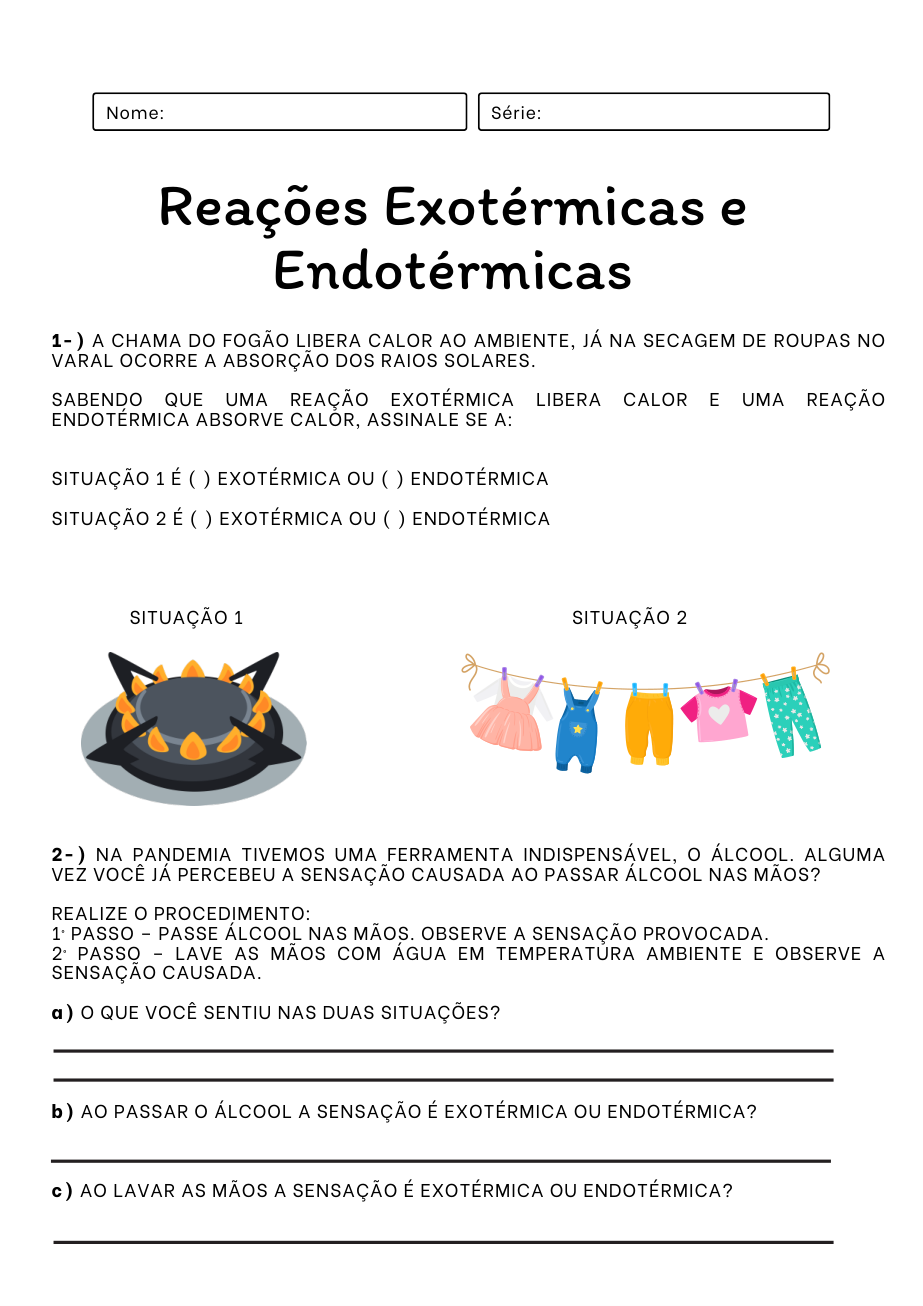 Nome:
Série:
Reações Exotérmicas e
Endotérmicas
1-) A CHAMA DO FOGÃO LIBERA CALOR AO AMBIENTE, JÁ NA SECAGEM DE ROUPAS NO
VARAL OCORRE A ABSORÇÃO DOS RAIOS SOLARES.
SABENDO QUE UMA REAÇÃO EXOTÉRMICA LIBERA CALOR E UMA REAÇÃO
ENDOTÉRMICA ABSORVE CALOR, ASSINALE SE A:
SITUAÇÃO 1 É ( ) EXOTÉRMICA OU ( ) ENDOTÉRMICA
SITUAÇÃO 2 É ( ) EXOTÉRMICA OU ( ) ENDOTÉRMICA
SITUAÇÃO 1
SITUAÇÃO 2
2-) NA PANDEMIA TIVEMOS UMA FERRAMENTA INDISPENSÁVEL, O ÁLCOOL. ALGUMA
VEZ VOCÊ JÁ PERCEBEU A SENSAÇÃO CAUSADA AO PASSAR ÁLCOOL NAS MÃOS?
REALIZE O PROCEDIMENTO:
1° PASSO – PASSE ÁLCOOL NAS MÃOS. OBSERVE A SENSAÇÃO PROVOCADA.
2° PASSO – LAVE AS MÃOS COM ÁGUA EM TEMPERATURA AMBIENTE E OBSERVE A
SENSAÇÃO CAUSADA.
a) O QUE VOCÊ SENTIU NAS DUAS SITUAÇÕES?
b) AO PASSAR O ÁLCOOL A SENSAÇÃO É EXOTÉRMICA OU ENDOTÉRMICA?
c) AO LAVAR AS MÃOS A SENSAÇÃO É EXOTÉRMICA OU ENDOTÉRMICA?